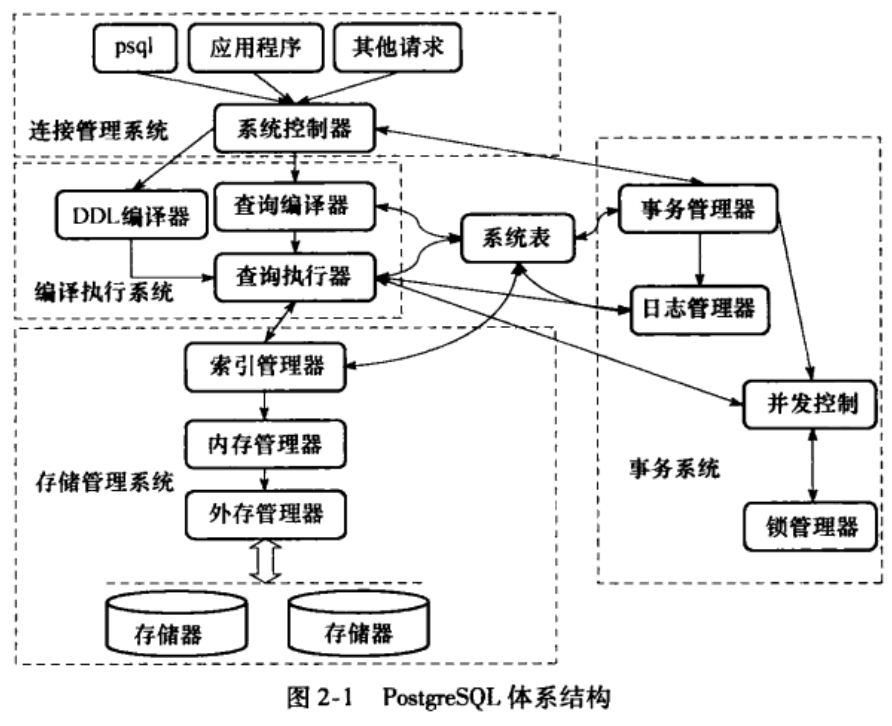 psql
应用程序
其他请求
连接管理系统
系统控制器
DDL编译器
查询编译器
系统表
事务管理器
编译执行系统
查询执行器
日志管理器
索引管理器
并发控制
内存管理器
存储管理系统
事务系统
外存管理器
锁管理器
存储器
存储器
图 2-1 PostgreSQL 体系结构